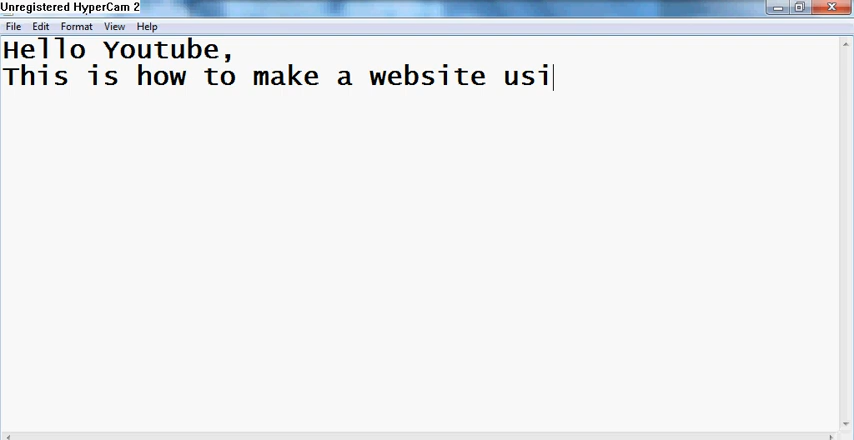 Unregistered HyperCam 2
File Edit Format View Help
Hello Youtube,
This is how to make a website usi